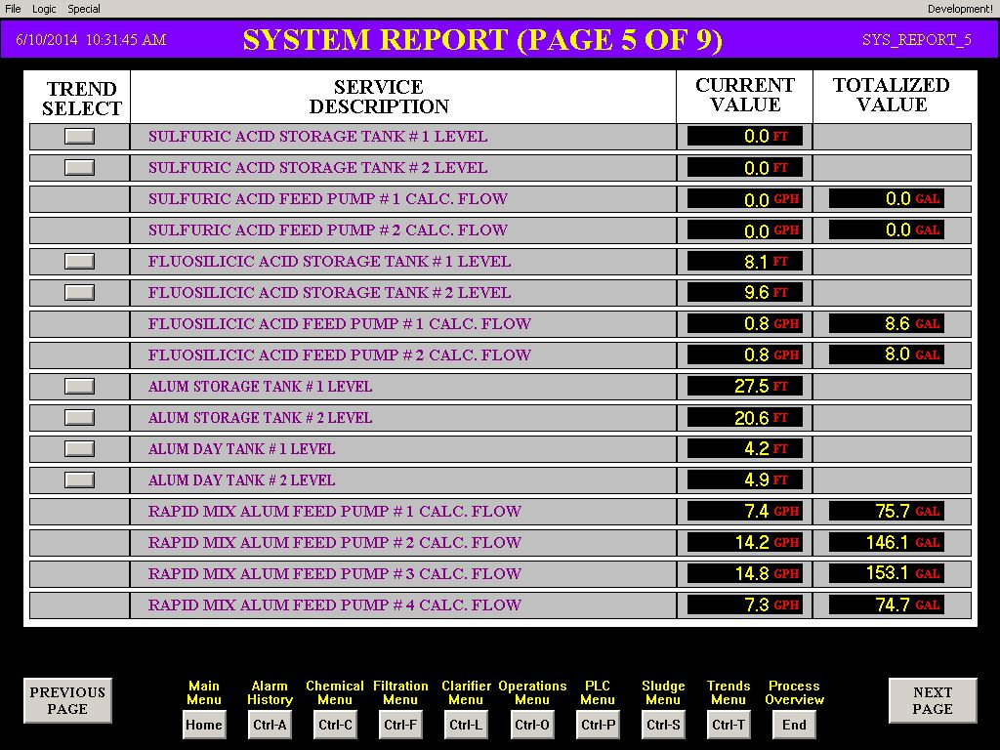 File Logic Special Development!
6/10/2014 10:31:45 AM SYSTEM REPORT (PAGE 5 OF 9) SYS_REPORT_5
TREND SELECT SERVICE DESCRIPTION CURRENT VALUE TOTALIZED VALUE
SULFURIC ACID STORAGE TANK # 1 LEVEL 0.0 FT
SULFURIC ACID STORAGE TANK # 2 LEVEL 0.0 FT
SULFURIC ACID FEED PUMP # 1 CALC. FLOW 0.0 GPH 0.0 GAL
SULFURIC ACID FEED PUMP # 2 CALC. FLOW 0.0 GPH 0.0 GAL
FLUOSILICIC ACID STORAGE TANK # 1 LEVEL 8.1 FT
FLUOSILICIC ACID STORAGE TANK # 2 LEVEL 9.6 FT
FLUOSILICIC ACID FEED PUMP # 1 CALC. FLOW 0.8 GPH 8.6 GAL
FLUOSILICIC ACID FEED PUMP # 2 CALC. FLOW 0.8 GPH 8.0 GAL
ALUM STORAGE TANK # 1 LEVEL 27.5 FT
ALUM STORAGE TANK # 2 LEVEL 20.6 FT
ALUM DAY TANK # 1 LEVEL 4.2 FT
ALUM DAY TANK # 2 LEVEL 4.9 FT
RAPID MIX ALUM FEED PUMP # 1 CALC. FLOW 7.4 GPH 75.7 GAL
RAPID MIX ALUM FEED PUMP # 2 CALC. FLOW 14.2 GPH 146.1 GAL
RAPID MIX ALUM FEED PUMP # 3 CALC. FLOW 14.8 GPH 153.1 GAL
RAPID MIX ALUM FEED PUMP # 4 CALC. FLOW 7.3 GPH 74.7 GAL
PREVIOUS PAGE
Main Menu Alarm History Chemical Menu Filtration Menu Clarifier Menu Operations Menu PLC Menu Sludge Menu Trends Menu Process Overview
Home Ctrl-A Ctrl-C Ctrl-F Ctrl-L Ctrl-O Ctrl-P Ctrl-S Ctrl-T End
NEXT PAGE